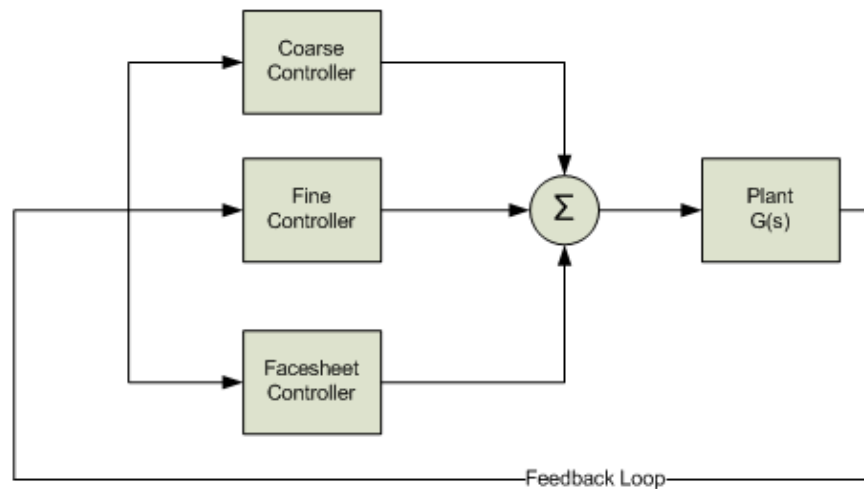 Coarse
Controller
Fine
Controller
Σ
Plant
G(s)
Facesheet
Controller
Feedback Loop